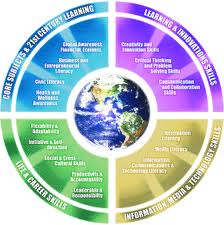 CORE SUBJECTS & 21ST CENTURY LEARNING
Global Awareness
Financial, Economic,
Business and
Entrepreneurial
Literacy
Civic Literacy
Health and
Wellness
Awareness
LEARNING & INNOVATIONS SKILLS
Creativity and
Innovation Skills
Critical Thinking
and Problem
Solving Skills
Communication
and Collaboration
Skills
LIFE & CAREER SKILLS
Flexibility &
Adaptability
Initiative & Self-
direction
Social & Cross-
Cultural Skills
Productivity &
Accountability
Leadership &
Responsibility
INFORMATION, MEDIA & TECHNOLOGY SKILLS
Information
Literacy
Media Literacy
Information,
Communications &
Technology Literacy